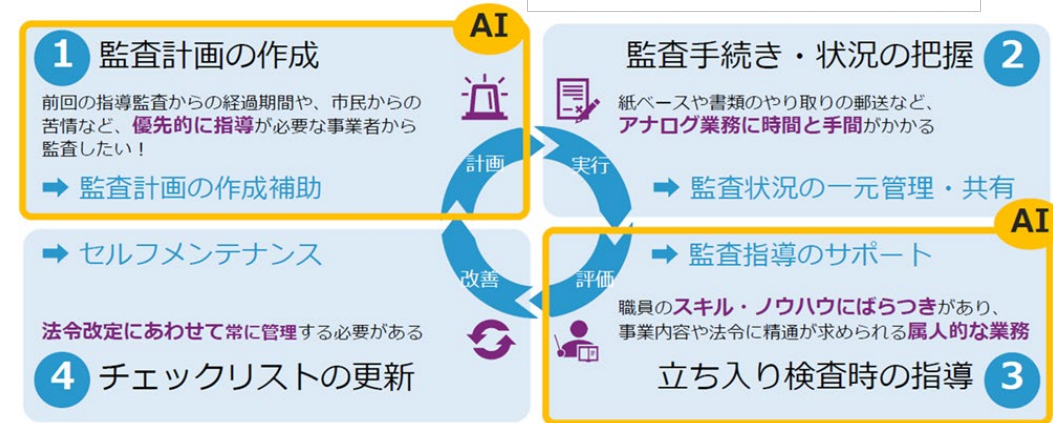 AI
1 監査計画の作成
前回の指導監査からの経過期間や、市民からの
苦情など、優先的に指導が必要な事業者から
監査したい！
➡ 監査計画の作成補助
監査手続き・状況の把握 2
紙ベースや書類のやり取りの郵送など、
アナログ業務に時間と手間がかかる
➡ 監査状況の一元管理・共有
計画
実行
改善
評価
AI
➡ 監査指導のサポート
職員のスキル・ノウハウにばらつきがあり、
事業内容や法令に精通が求められる属人的な業務
立ち入り検査時の指導 3
➡ セルフメンテナンス
法令改定にあわせて常に管理する必要がある
4 チェックリストの更新